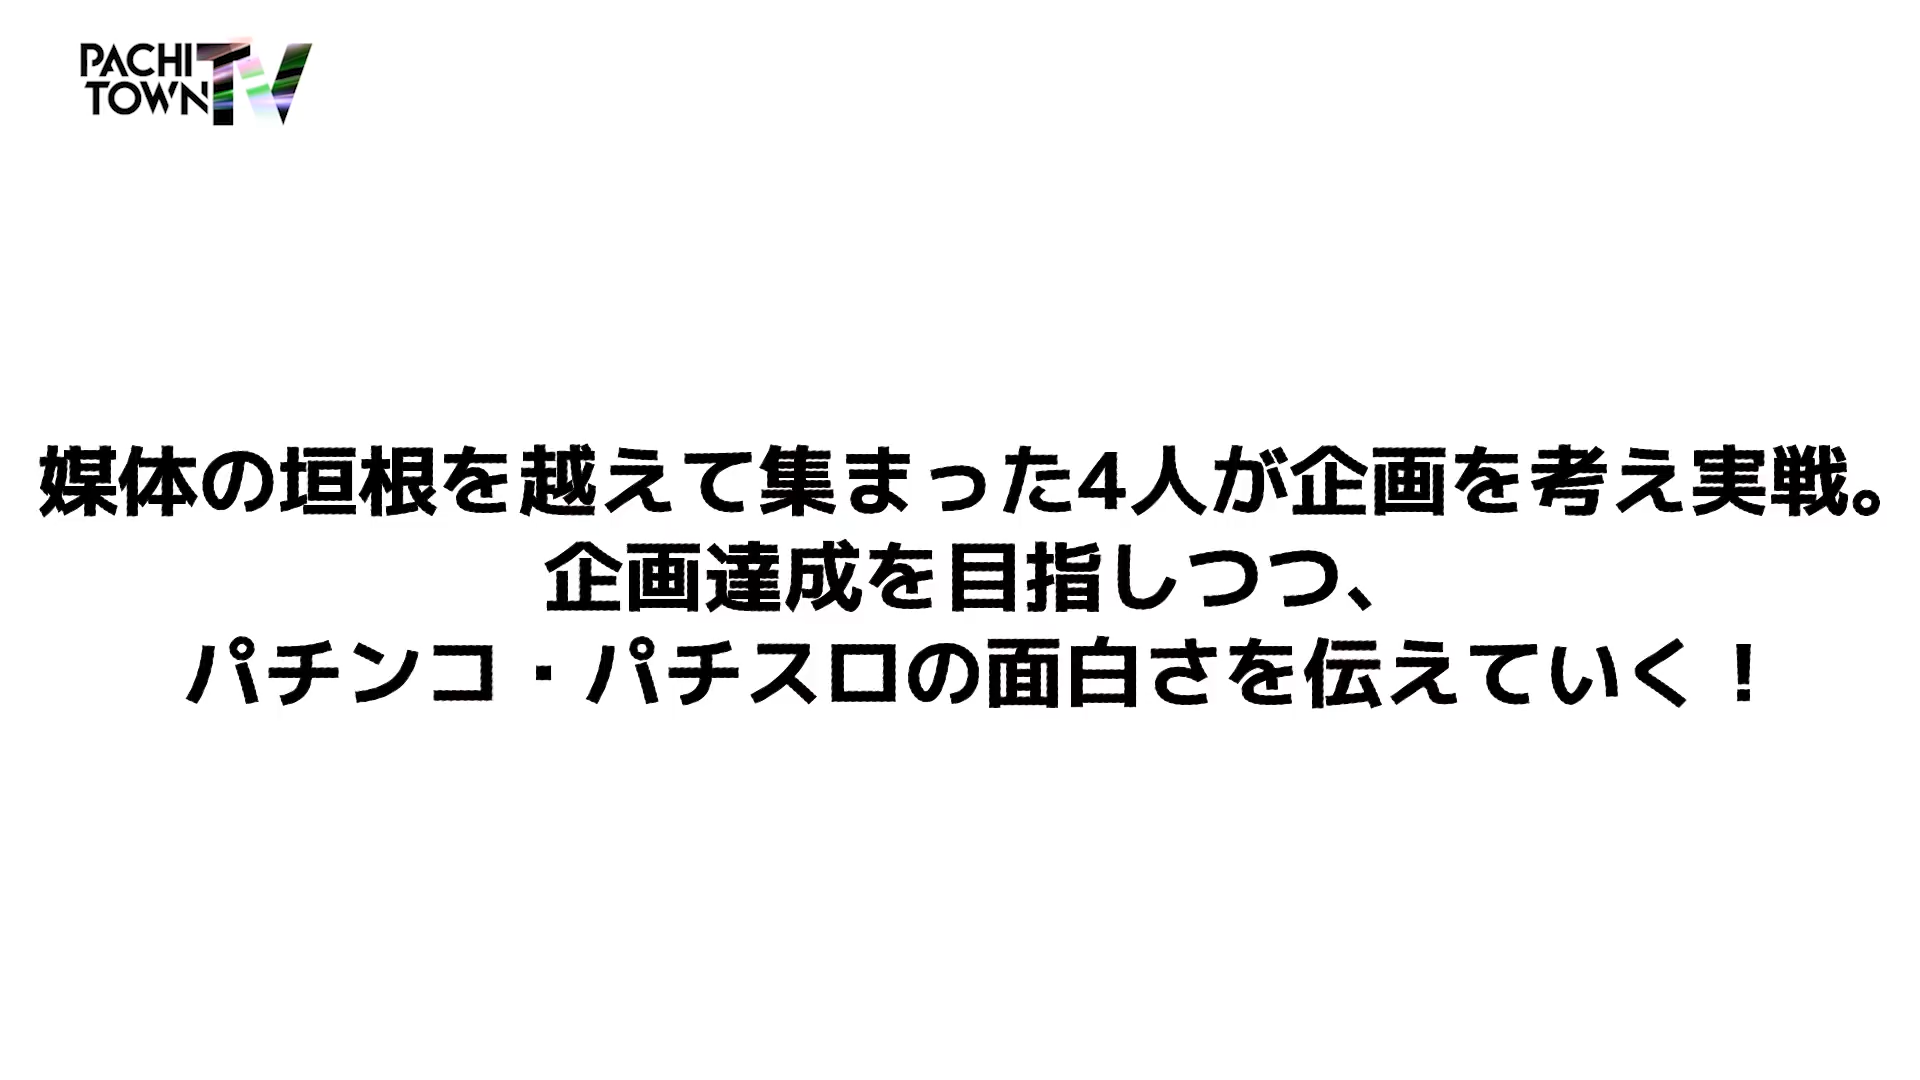 PACHI
TOWN TV
媒体の垣根を越えて集まった4人が企画を考え実戦。
企画達成を目指しつつ、
パチンコ・パチスロの面白さを伝えていく！